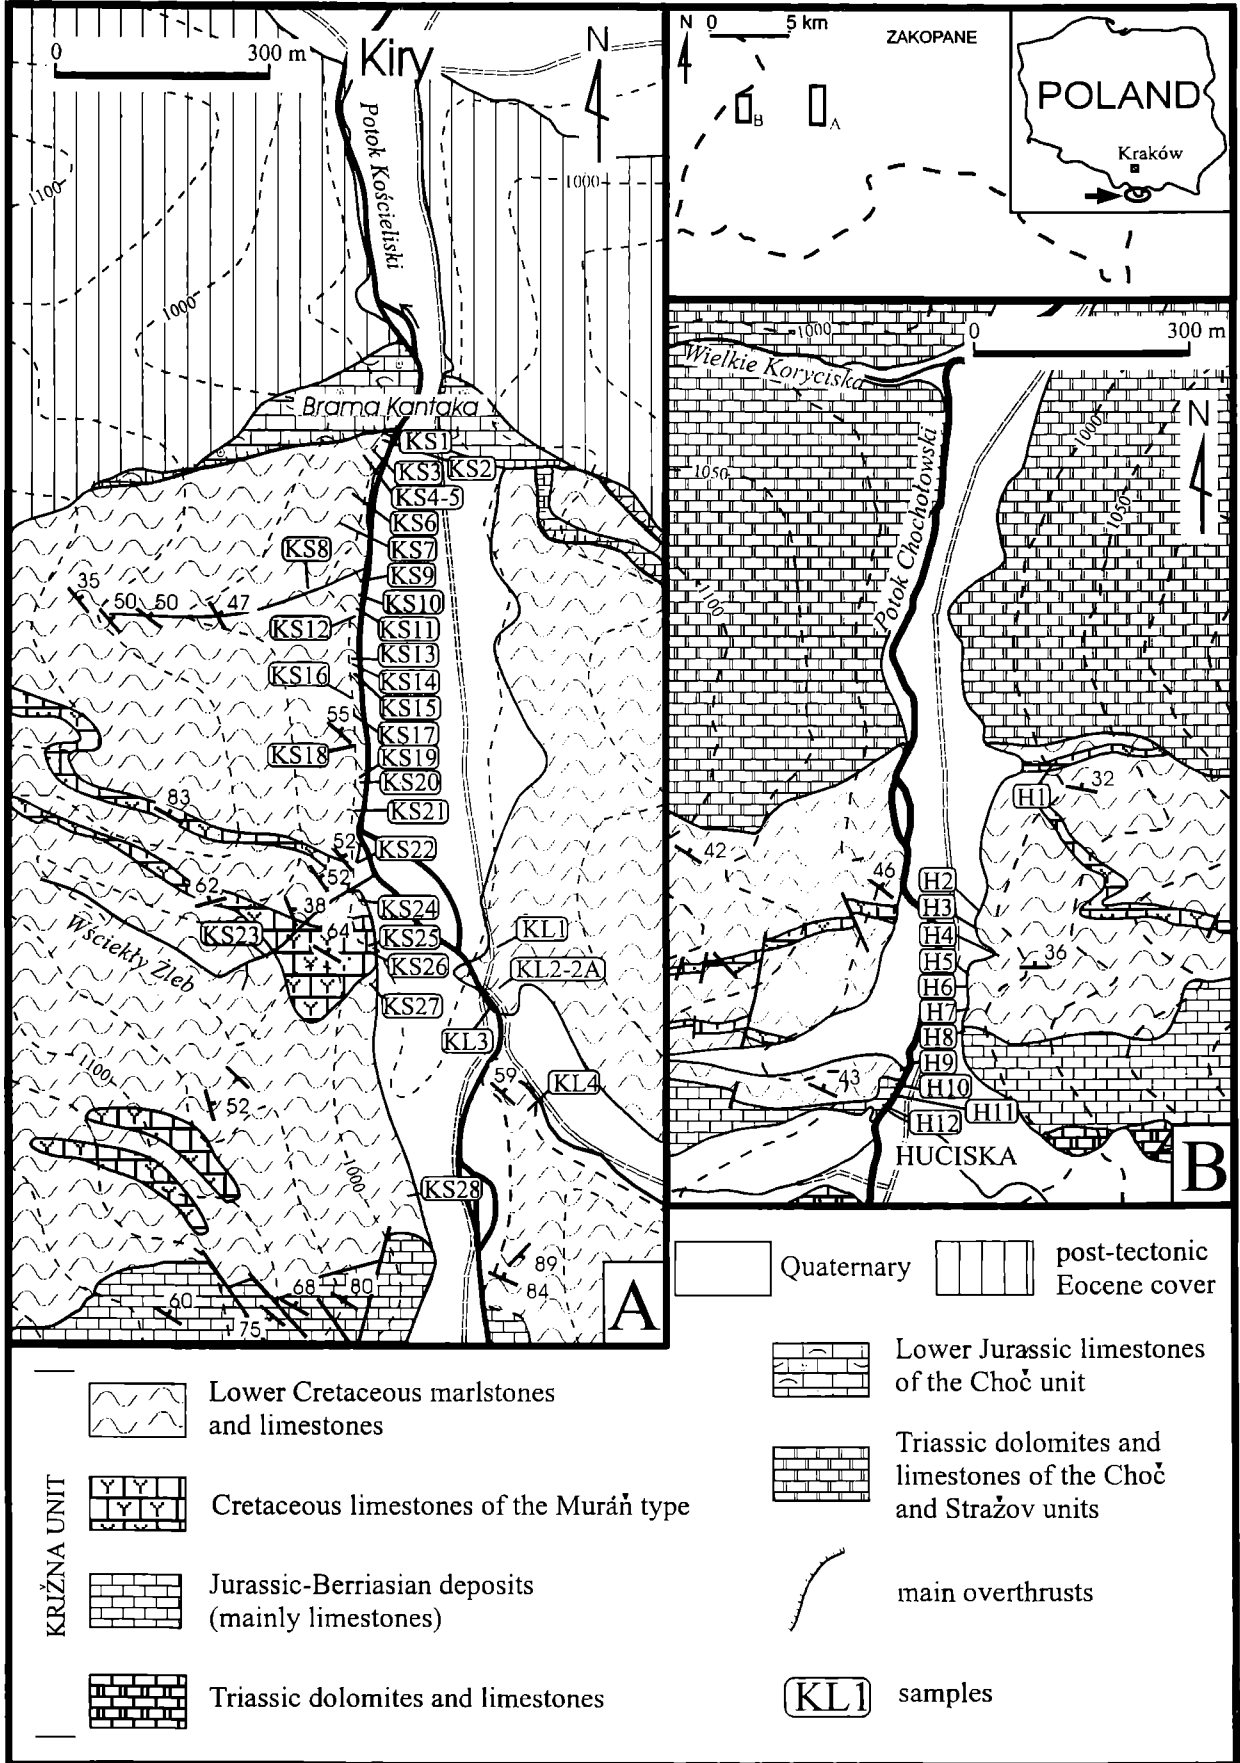 0
300 m
Kiry
N
Potok Kościeliski
1100
1000
1000
Brama Kantaka
KS1
KS3
KS2
KS4-5
KS6
KS7
KS8
KS9
35
50
50
47
KS10
KS12
KS11
KS13
KS16
KS14
KS15
55
KS17
KS18
KS19
KS20
83
KS21
52
KS22
52
62
38
KS24
KS23
64
KS25
KL1
Wściekły Żleb
KS26
KL2-2A
KS27
KL3
1100
59
KL4
52
1000
KS28
89
84
68
80
60
75
A
N
0
5 km
ZAKOPANE
B
A
POLAND
Kraków
1000
0
300 m
Wielkie Koryciska
N
1000
1050
Potok Chochołowski
1050
1100
32
H1
42
46
H2
H3
H4
36
H5
H6
H7
H8
H9
43
H10
H11
H12
HUCISKA
B
Quaternary
post-tectonic
Eocene cover
Lower Jurassic limestones
of the Choč unit
Triassic dolomites and
limestones of the Choč
and Stražov units
main overthrusts
KL1
samples
KRIŽNA UNIT
Lower Cretaceous marlstones
and limestones
Cretaceous limestones of the Muráň type
Jurassic-Berriasian deposits
(mainly limestones)
Triassic dolomites and limestones